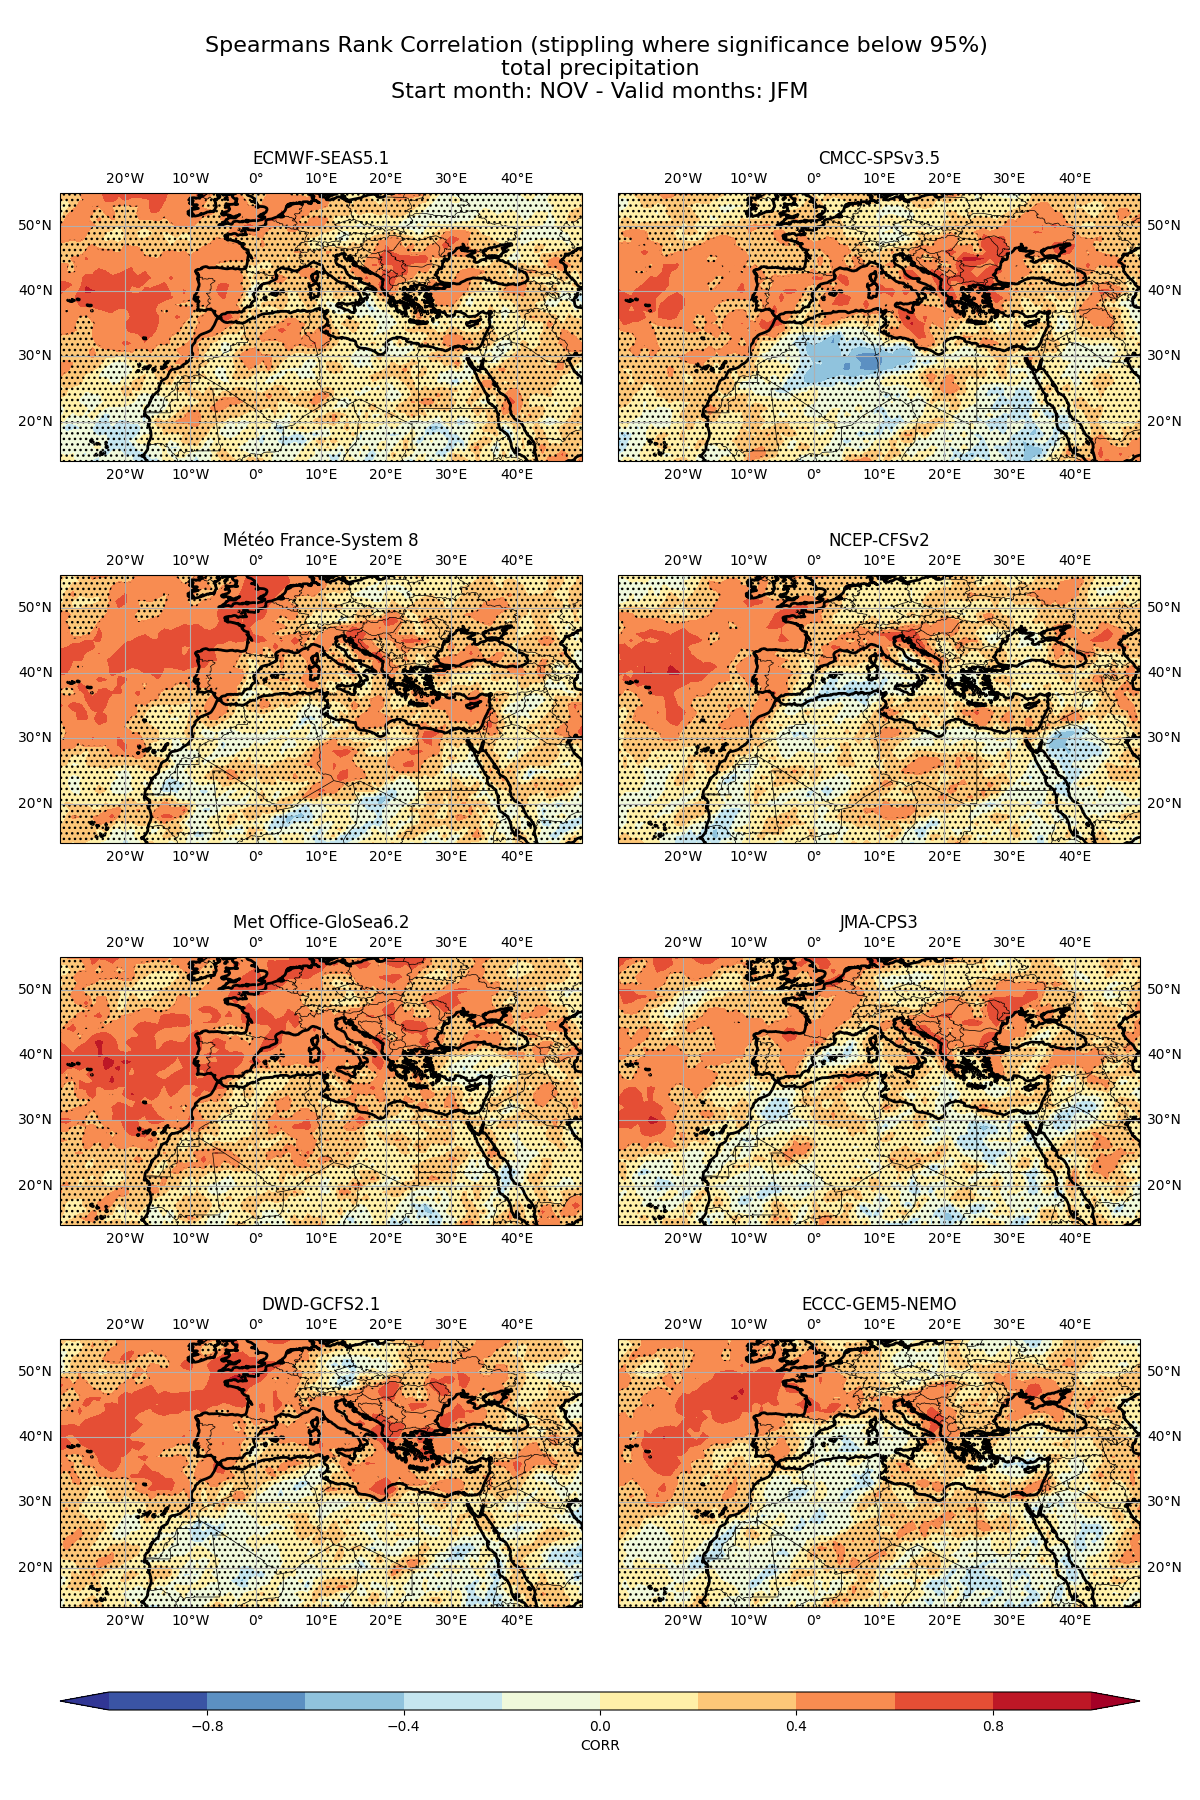 Spearmans Rank Correlation (stippling where significance below 95%)
total precipitation
Start month: NOV - Valid months: JFM
ECMWF-SEAS5.1
CMCC-SPSv3.5
20°W 10°W 0° 10°E 20°E 30°E 40°E
20°W 10°W 0° 10°E 20°E 30°E 40°E
50°N
40°N
30°N
20°N
50°N
40°N
30°N
20°N
20°W 10°W 0° 10°E 20°E 30°E 40°E
20°W 10°W 0° 10°E 20°E 30°E 40°E
Météo France-System 8
NCEP-CFSv2
20°W 10°W 0° 10°E 20°E 30°E 40°E
20°W 10°W 0° 10°E 20°E 30°E 40°E
50°N
40°N
30°N
20°N
50°N
40°N
30°N
20°N
20°W 10°W 0° 10°E 20°E 30°E 40°E
20°W 10°W 0° 10°E 20°E 30°E 40°E
Met Office-GloSea6.2
JMA-CPS3
20°W 10°W 0° 10°E 20°E 30°E 40°E
20°W 10°W 0° 10°E 20°E 30°E 40°E
50°N
40°N
30°N
20°N
50°N
40°N
30°N
20°N
20°W 10°W 0° 10°E 20°E 30°E 40°E
20°W 10°W 0° 10°E 20°E 30°E 40°E
DWD-GCFS2.1
ECCC-GEM5-NEMO
20°W 10°W 0° 10°E 20°E 30°E 40°E
20°W 10°W 0° 10°E 20°E 30°E 40°E
50°N
40°N
30°N
20°N
50°N
40°N
30°N
20°N
20°W 10°W 0° 10°E 20°E 30°E 40°E
20°W 10°W 0° 10°E 20°E 30°E 40°E
−0.8 −0.4 0.0 0.4 0.8
CORR